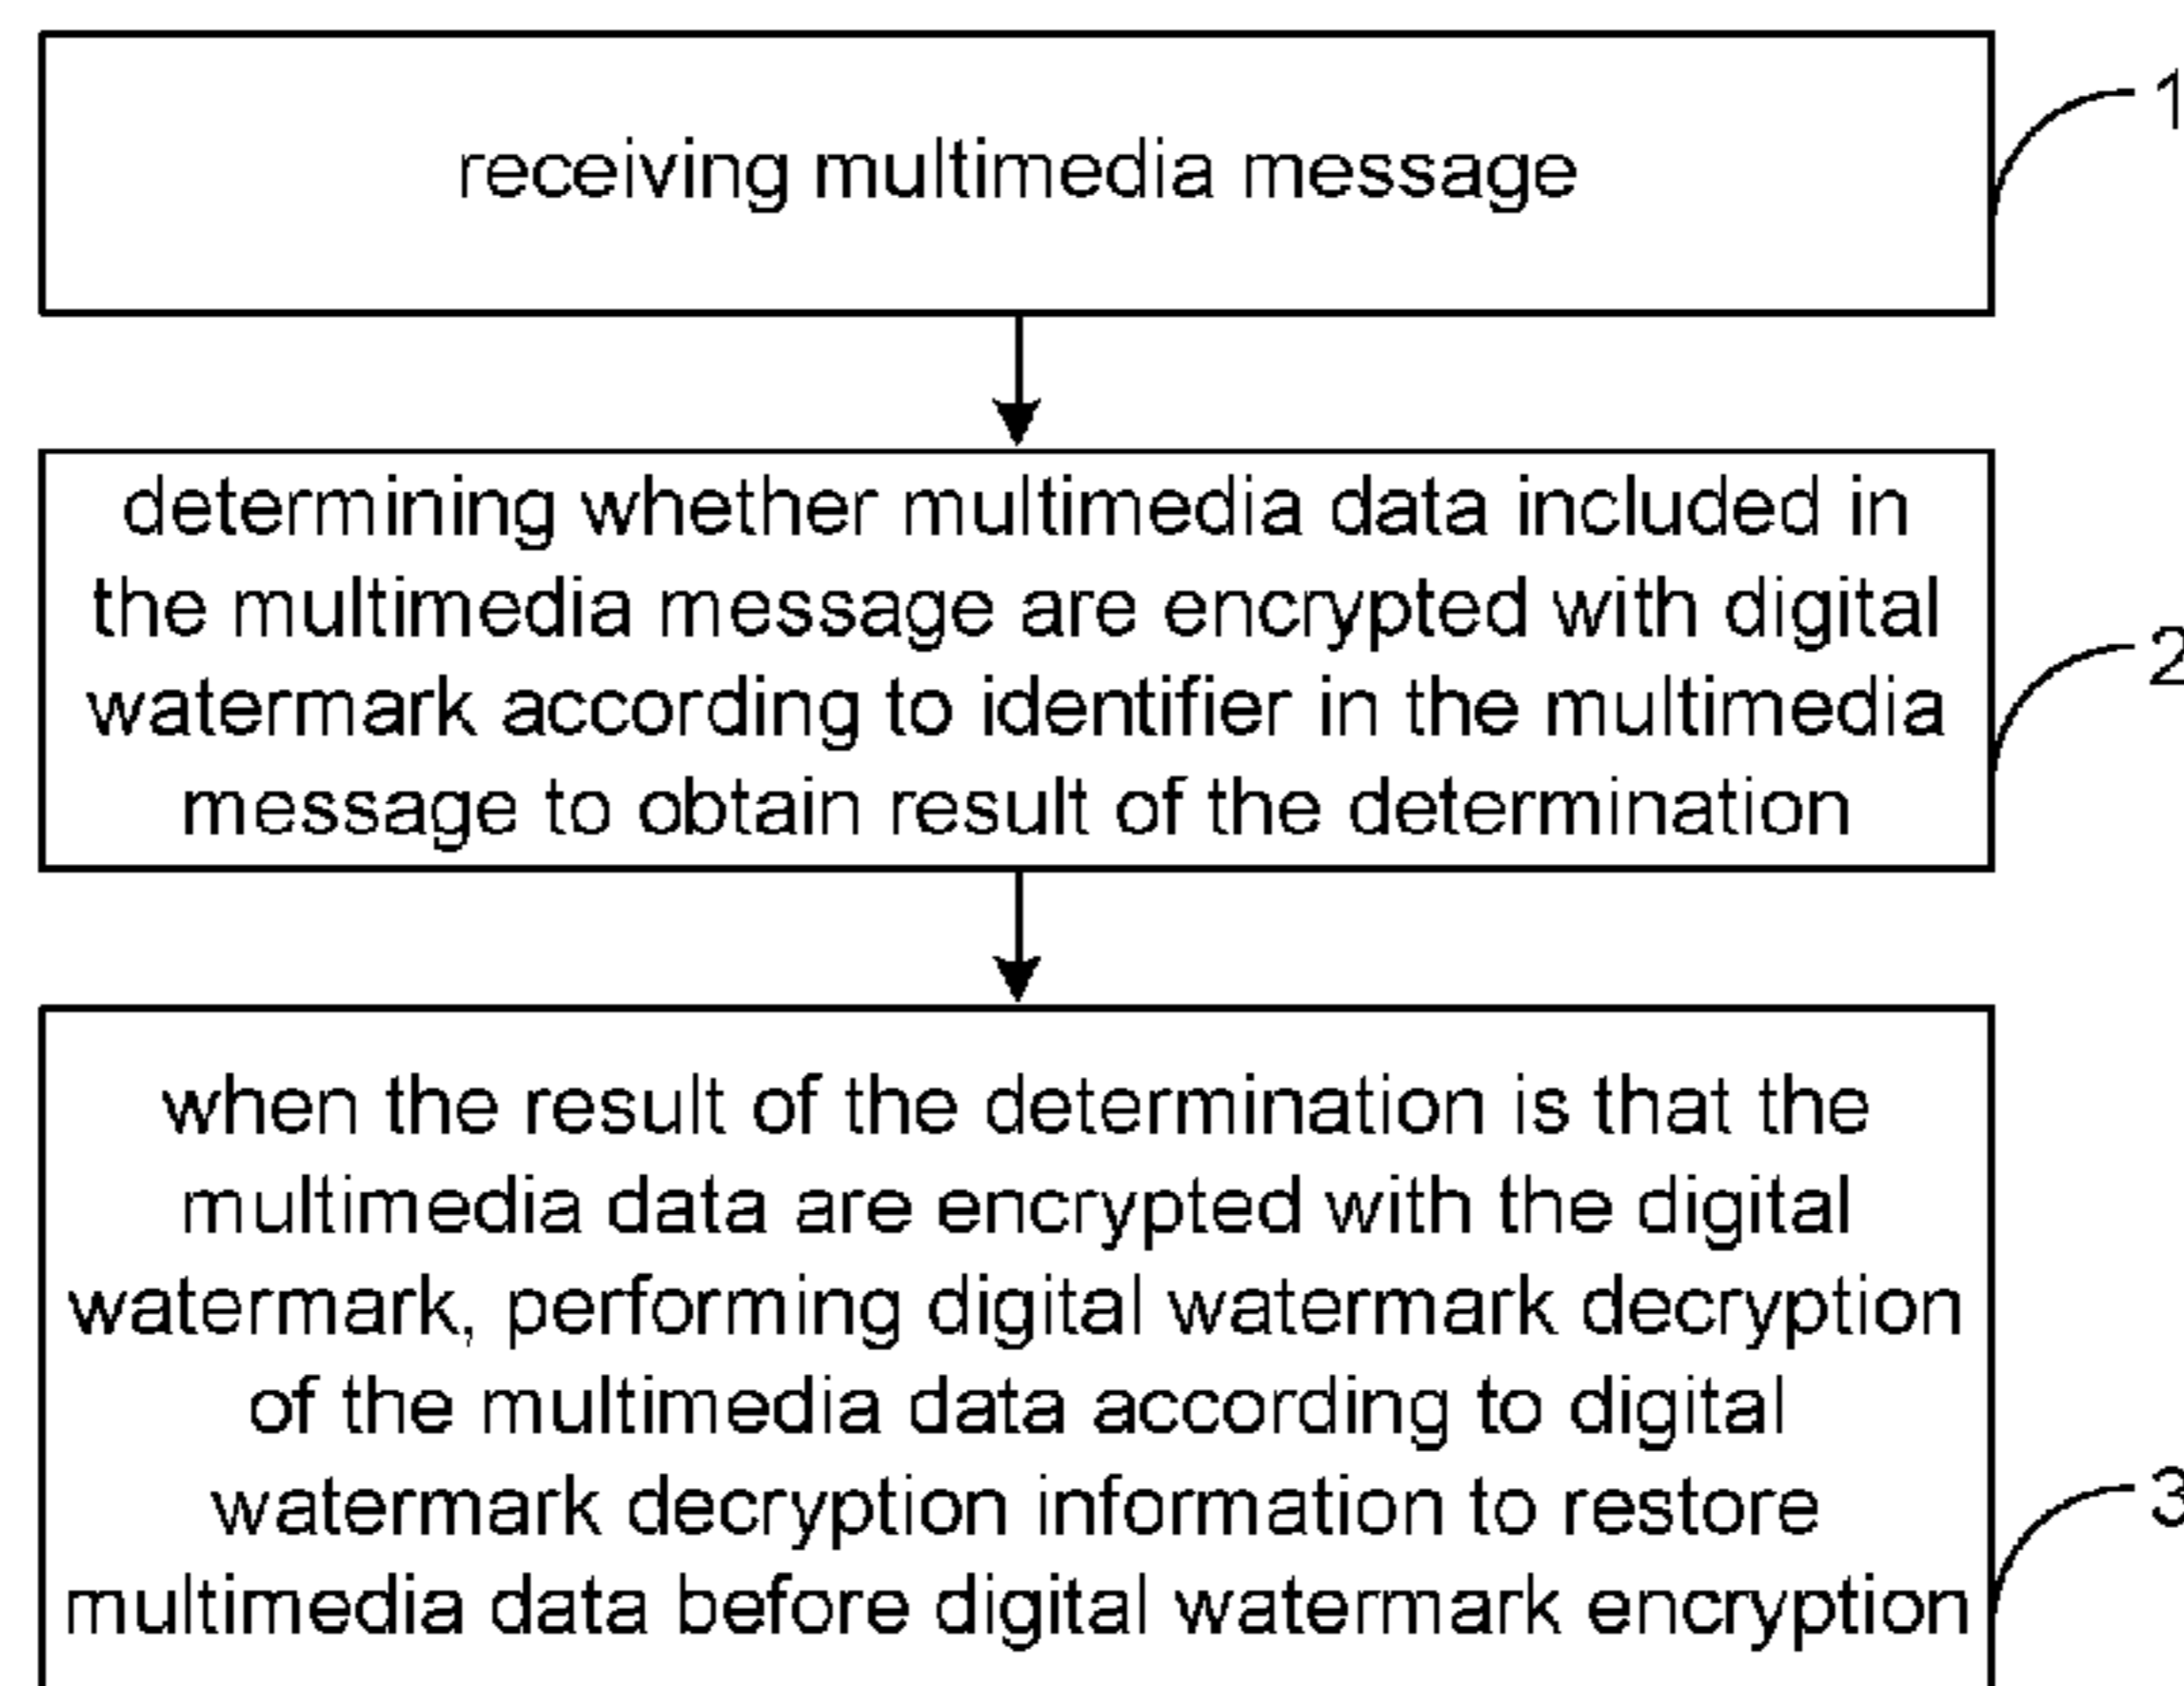 receiving multimedia message
1
determining whether multimedia data included in
the multimedia message are encrypted with digital
watermark according to identifier in the multimedia
message to obtain result of the determination
2
when the result of the determination is that the
multimedia data are encrypted with the digital
watermark, performing digital watermark decryption
of the multimedia data according to digital
watermark decryption information to restore
multimedia data before digital watermark encryption
3